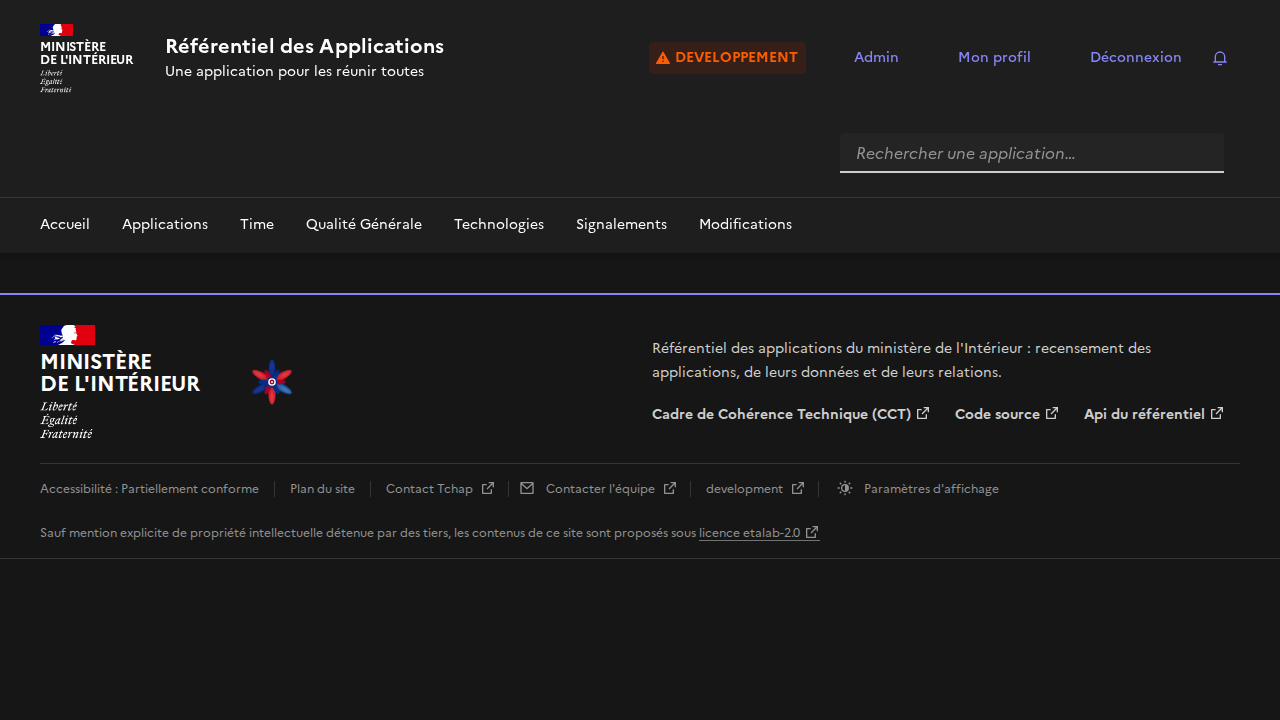 MINISTÈRE
DE L'INTÉRIEUR
Liberté
Égalité
Fraternité
Référentiel des Applications
Une application pour les réunir toutes
DEVELOPPEMENT
Admin
Mon profil
Déconnexion
Rechercher une application…
Accueil
Applications
Time
Qualité Générale
Technologies
Signalements
Modifications
MINISTÈRE
DE L'INTÉRIEUR
Liberté
Égalité
Fraternité
Référentiel des applications du ministère de l'Intérieur : recensement des
applications, de leurs données et de leurs relations.
Cadre de Cohérence Technique (CCT)
Code source
Api du référentiel
Accessibilité : Partiellement conforme
Plan du site
Contact Tchap
Contacter l'équipe
development
Paramètres d'affichage
Sauf mention explicite de propriété intellectuelle détenue par des tiers, les contenus de ce site sont proposés sous licence etalab-2.0